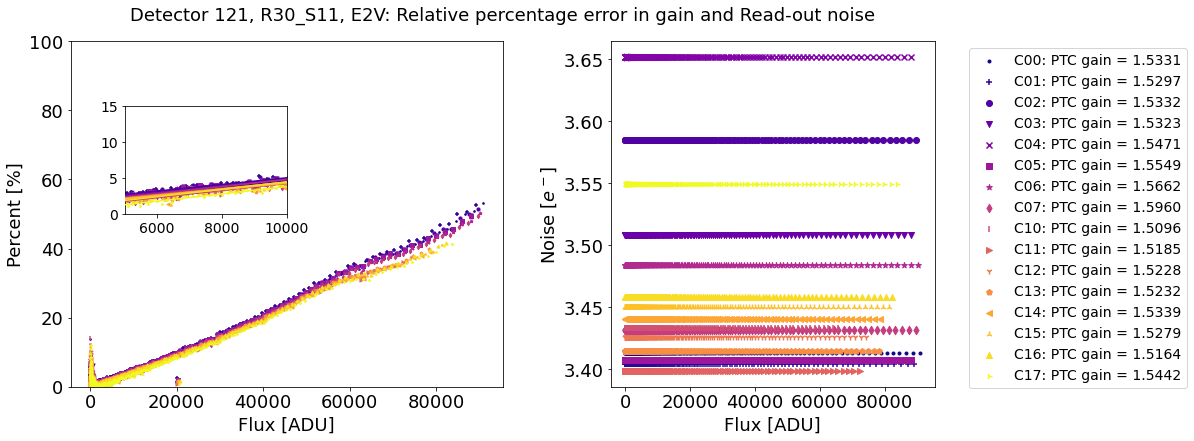 Detector 121, R30_S11, E2V: Relative percentage error in gain and Read-out noise
100
80
60
40
20
0
Percent [%]
15
10
5
0
6000 8000 10000
0 20000 40000 60000 80000
Flux [ADU]
3.65
3.60
3.55
3.50
3.45
3.40
Noise [e⁻]
0 20000 40000 60000 80000
Flux [ADU]
C00: PTC gain = 1.5331
C01: PTC gain = 1.5297
C02: PTC gain = 1.5332
C03: PTC gain = 1.5323
C04: PTC gain = 1.5471
C05: PTC gain = 1.5549
C06: PTC gain = 1.5662
C07: PTC gain = 1.5960
C10: PTC gain = 1.5096
C11: PTC gain = 1.5185
C12: PTC gain = 1.5228
C13: PTC gain = 1.5232
C14: PTC gain = 1.5339
C15: PTC gain = 1.5279
C16: PTC gain = 1.5164
C17: PTC gain = 1.5442